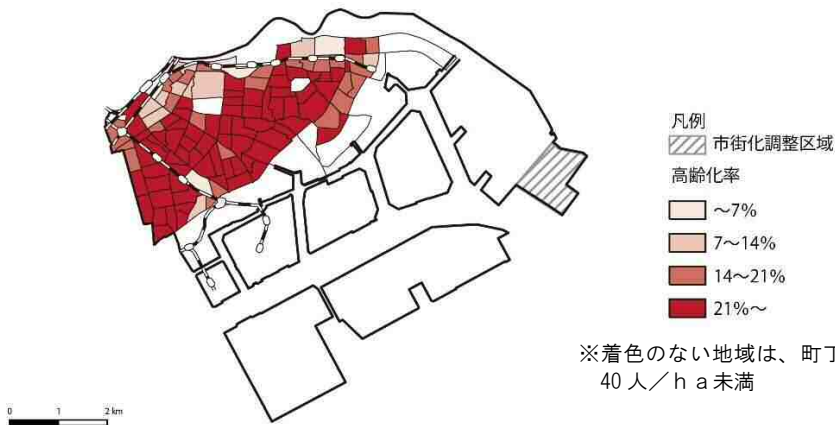 凡例
市街化調整区域
高齢化率
～7%
7～14%
14～21%
21%～
※着色のない地域は、町丁
40人／ｈａ未満
0 1 2 km